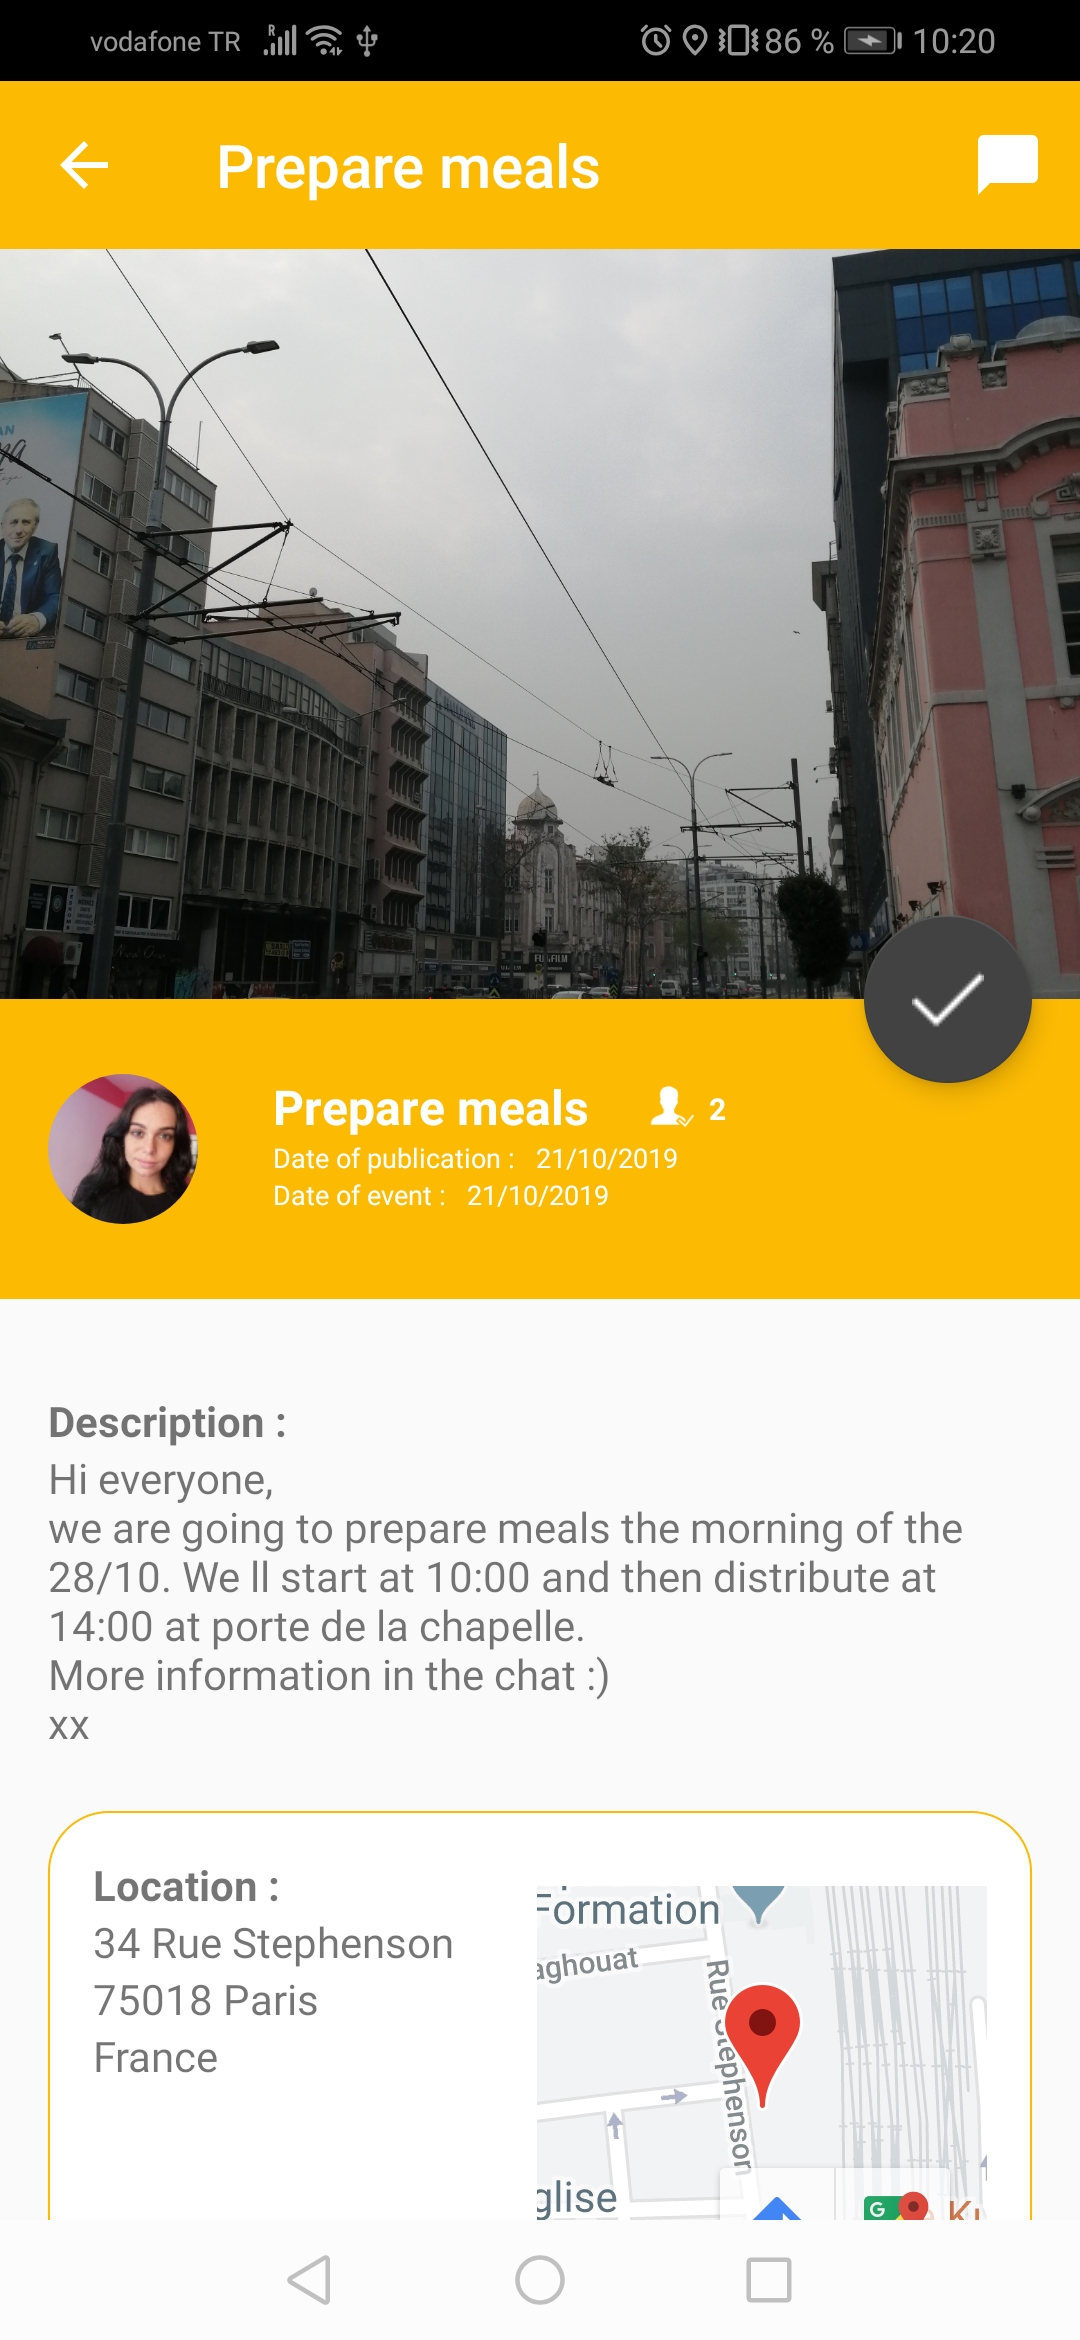 vodafone TR
R
86 %
10:20
Prepare meals
FUJIFILM
Prepare meals
2
Date of publication : 21/10/2019
Date of event : 21/10/2019
Description :
Hi everyone,
we are going to prepare meals the morning of the
28/10. We ll start at 10:00 and then distribute at
14:00 at porte de la chapelle.
More information in the chat :)
xx
Location :
34 Rue Stephenson
75018 Paris
France
Formation
aghouat
Rue Stephenson
glise
G